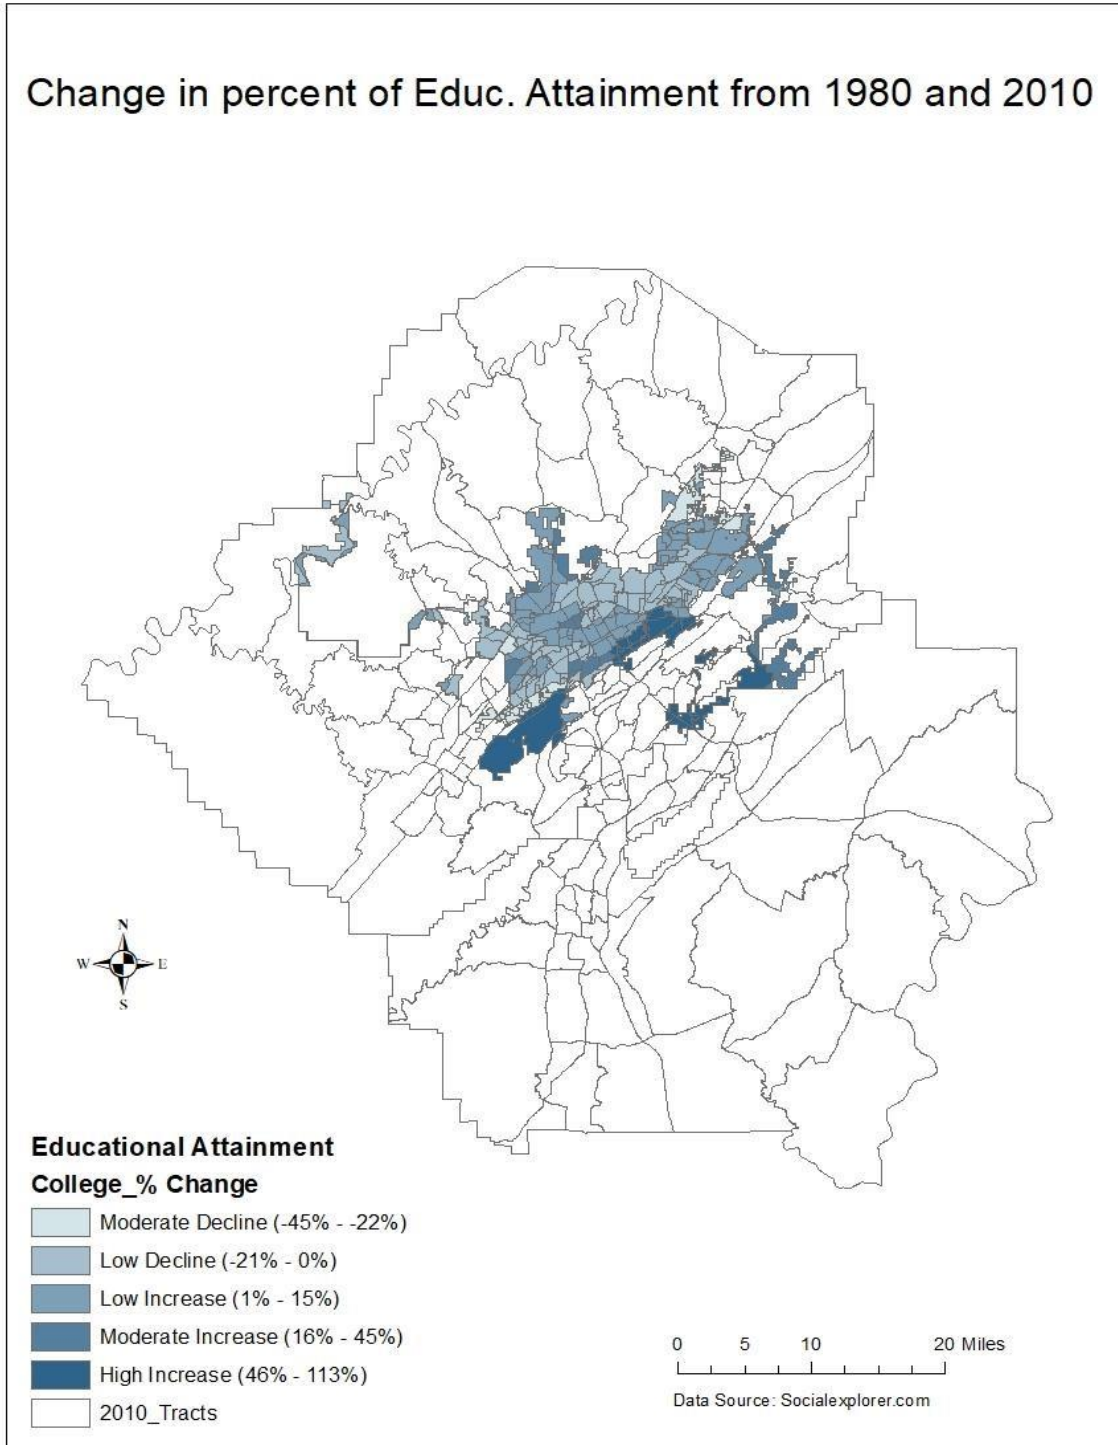 Change in percent of Educ. Attainment from 1980 and 2010
N
W E
S
Educational Attainment
College_% Change
Moderate Decline (-45% - -22%)
Low Decline (-21% - 0%)
Low Increase (1% - 15%)
Moderate Increase (16% - 45%)
High Increase (46% - 113%)
2010_Tracts
0 5 10 20 Miles
Data Source: Socialexplorer.com